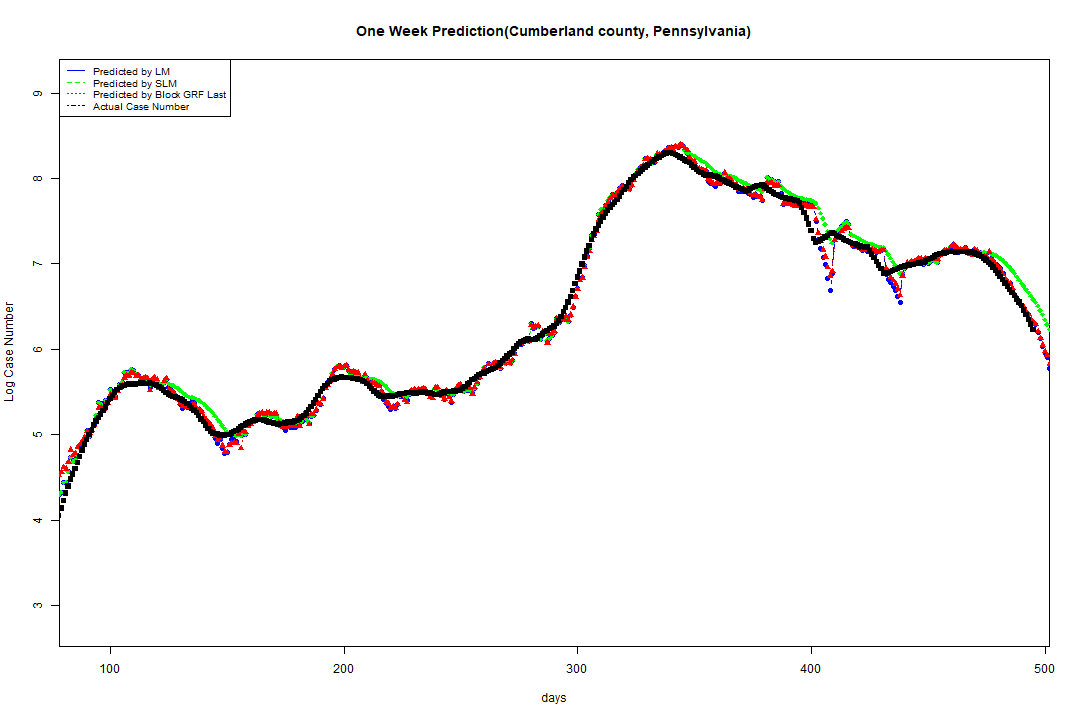 One Week Prediction(Cumberland county, Pennsylvania)
Predicted by LM
Predicted by SLM
Predicted by Block GRF Last
Actual Case Number
9
8
7
6
5
4
3
Log Case Number
100 200 300 400 500
days